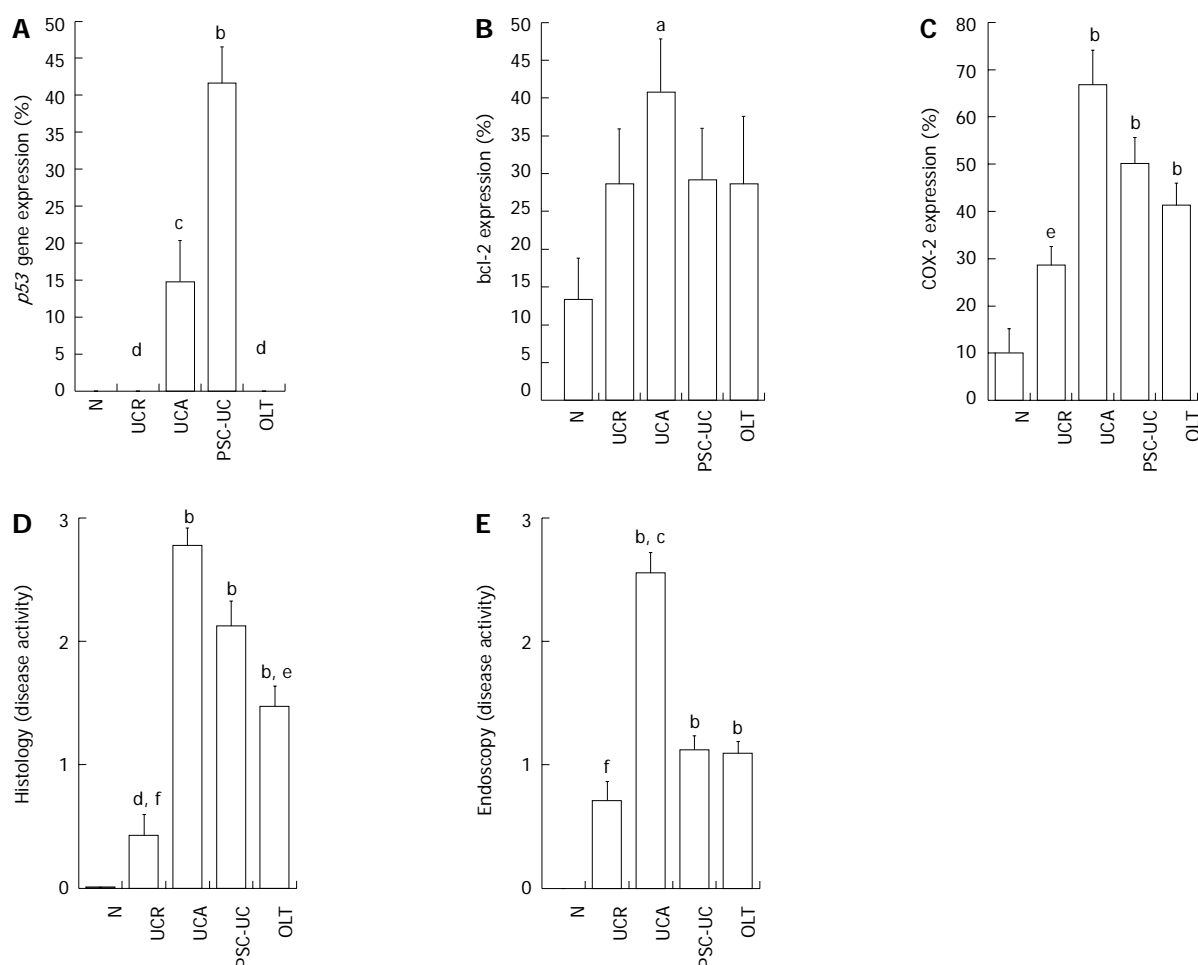 A
p53 gene expression (%)
50
45
40
35
30
25
20
15
10
5
0
d
c
b
d
N
UCR
UCA
PSC-UC
OLT
B
bcl-2 expression (%)
50
45
40
35
30
25
20
15
10
5
0
a
N
UCR
UCA
PSC-UC
OLT
C
COX-2 expression (%)
80
70
60
50
40
30
20
10
0
e
b
b
b
N
UCR
UCA
PSC-UC
OLT
D
Histology (disease activity)
3
2
1
0
d, f
b
b
b, e
N
UCR
UCA
PSC-UC
OLT
E
Endoscopy (disease activity)
3
2
1
0
f
b, c
b
b
N
UCR
UCA
PSC-UC
OLT